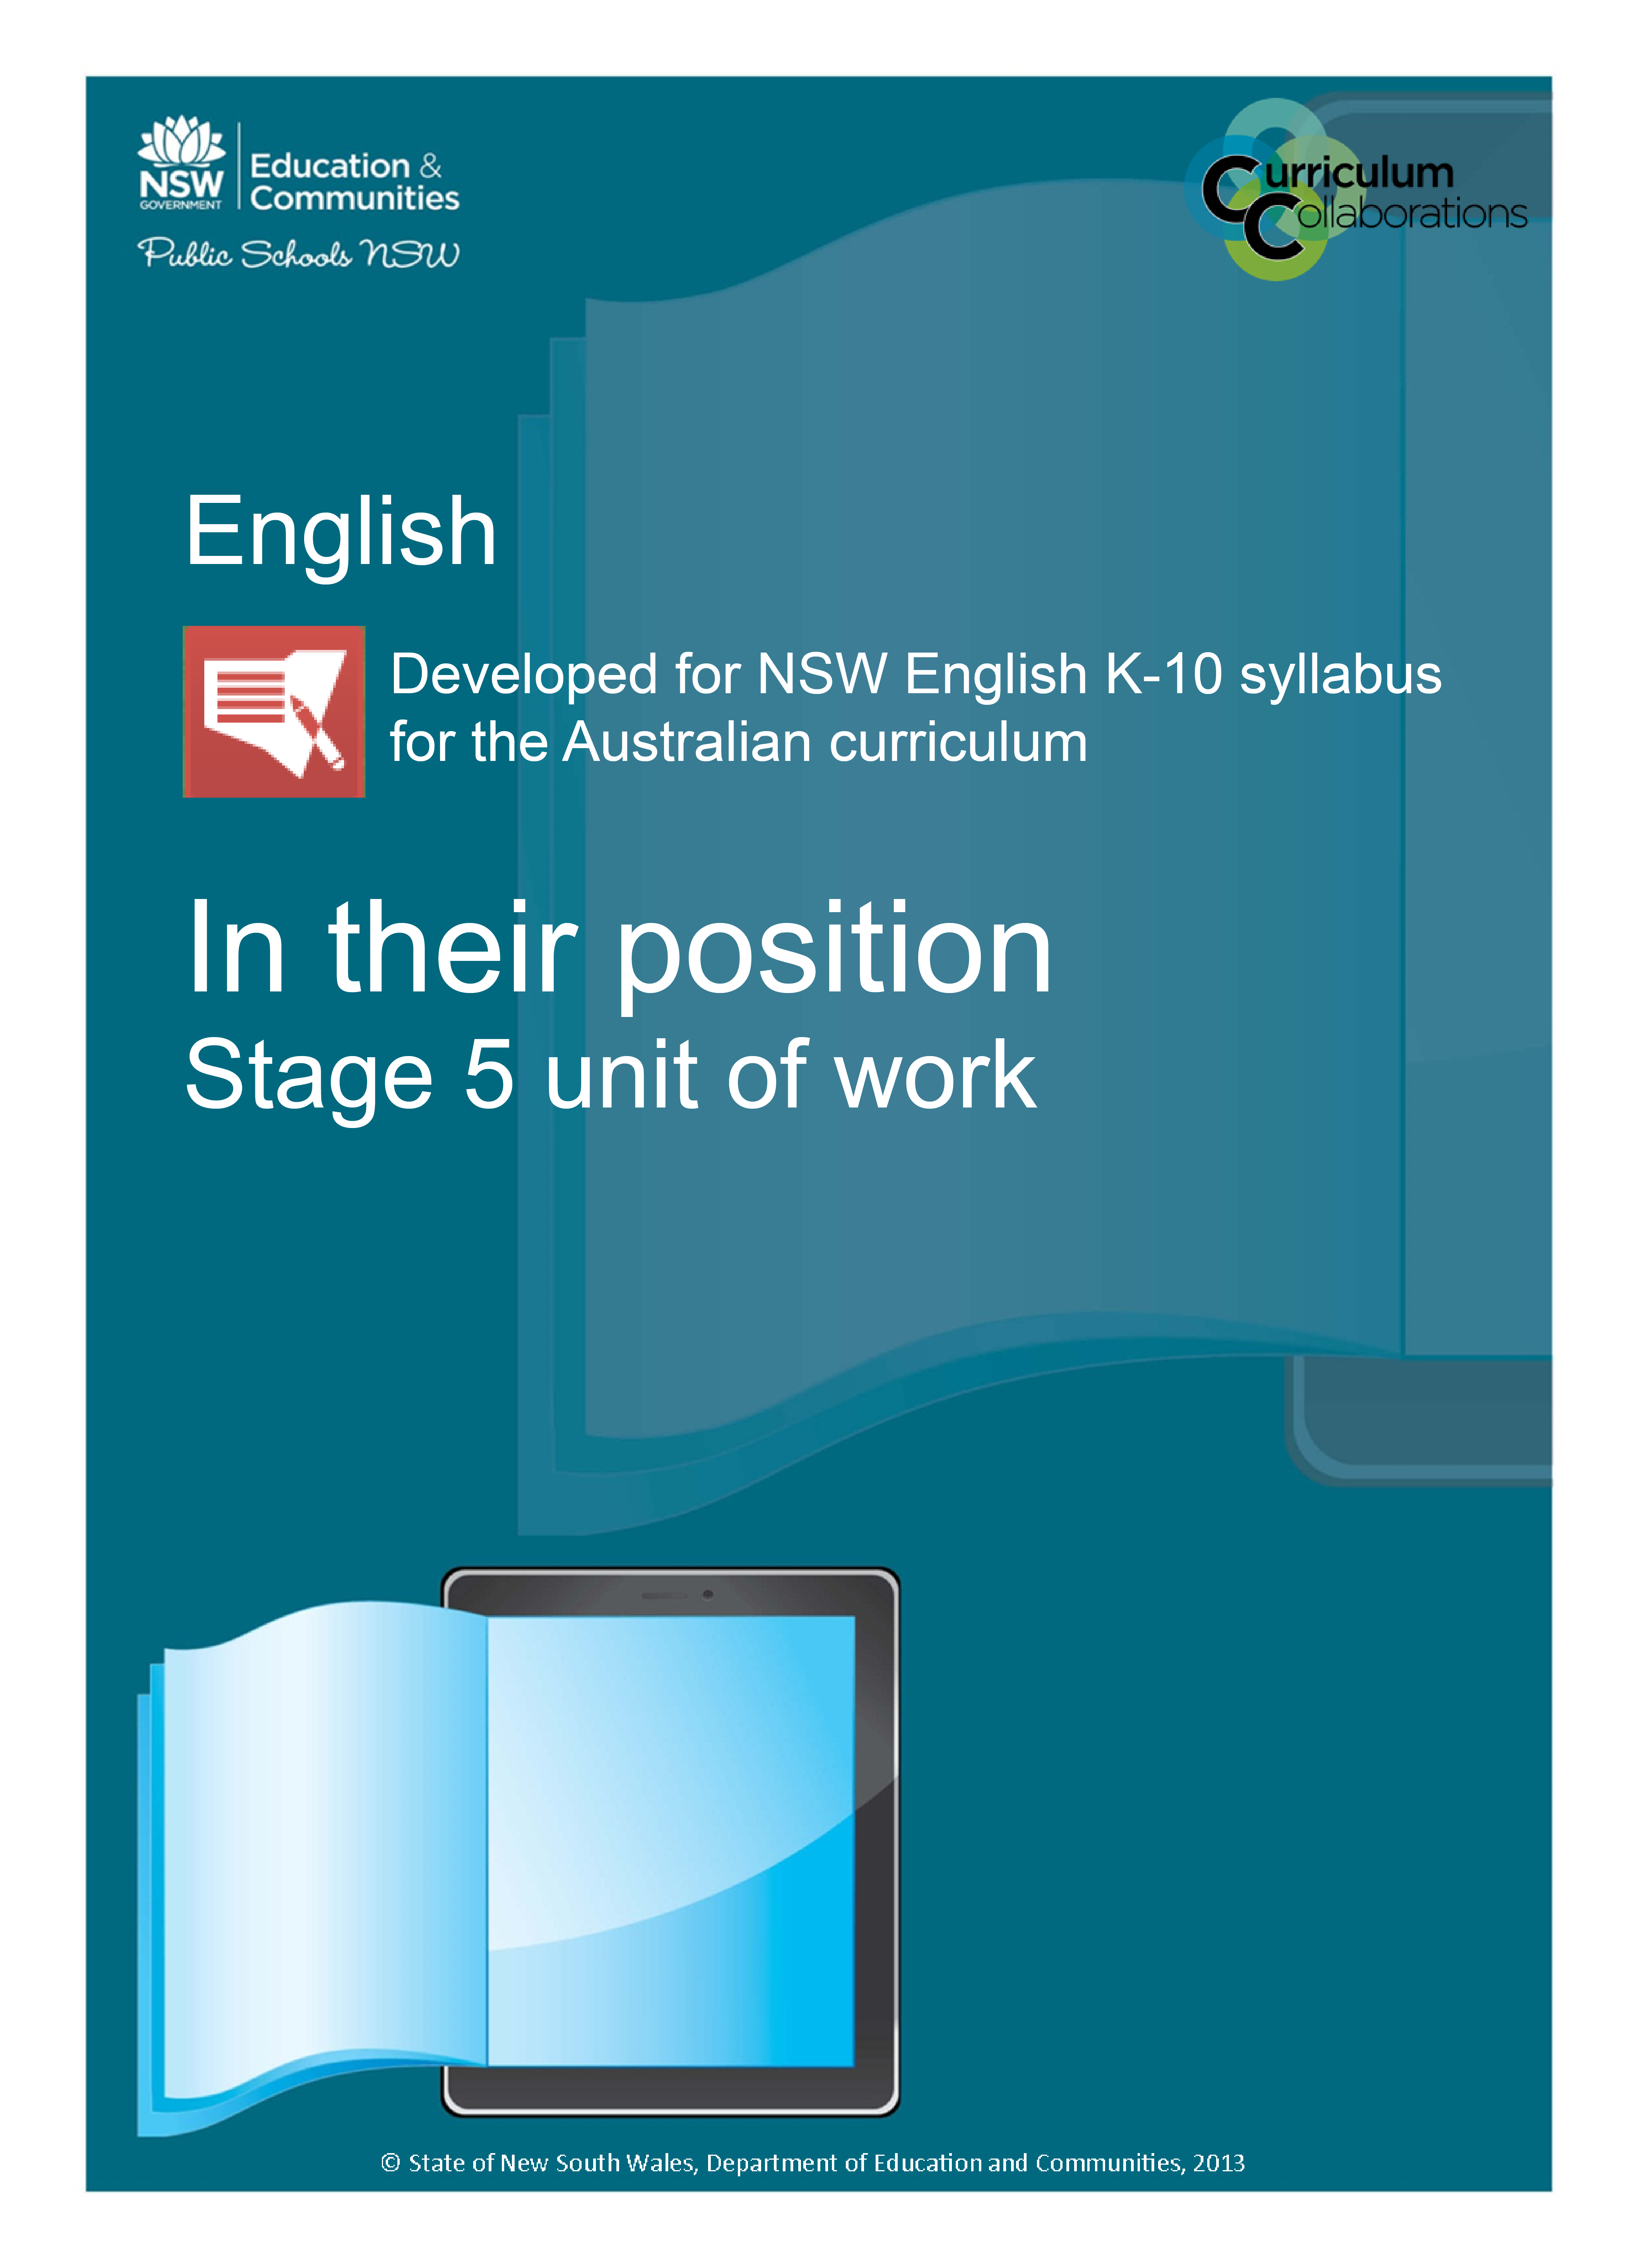 NSW
GOVERNMENT
Education &
Communities
Public Schools NSW
Curriculum
Collaborations
English
Developed for NSW English K-10 syllabus
for the Australian curriculum
In their position
Stage 5 unit of work
© State of New South Wales, Department of Education and Communities, 2013